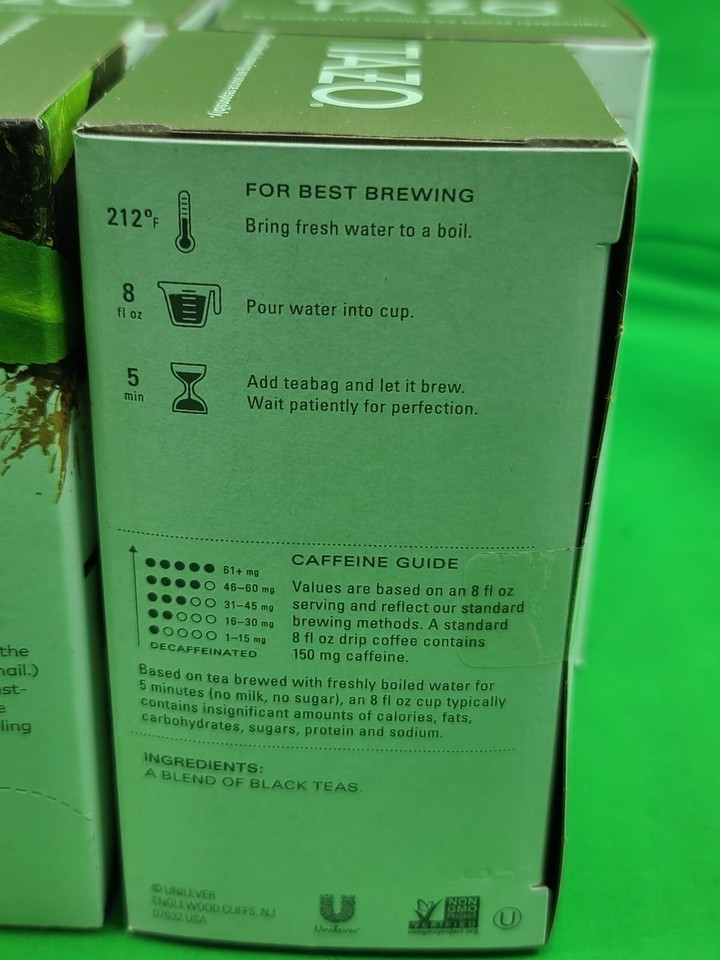 TAZO
FOR BEST BREWING
212°F
Bring fresh water to a boil.
8
fl oz
Pour water into cup.
5
min
Add teabag and let it brew.
Wait patiently for perfection.
CAFFEINE GUIDE
61+ mg
46–60 mg
31–45 mg
16–30 mg
1–15 mg
DECAFFEINATED
Values are based on an 8 fl oz
serving and reflect our standard
brewing methods. A standard
8 fl oz drip coffee contains
150 mg caffeine.
Based on tea brewed with freshly boiled water for
5 minutes (no milk, no sugar), an 8 fl oz cup typically
contains insignificant amounts of calories, fats,
carbohydrates, sugars, protein and sodium.
INGREDIENTS:
A BLEND OF BLACK TEAS.
© UNILEVER
ENGLEWOOD CLIFFS, NJ
07632 USA
Unilever
NON
GMO
Project
VERIFIED
nongmoproject.org
U
the
ail.)
st-
e
ling